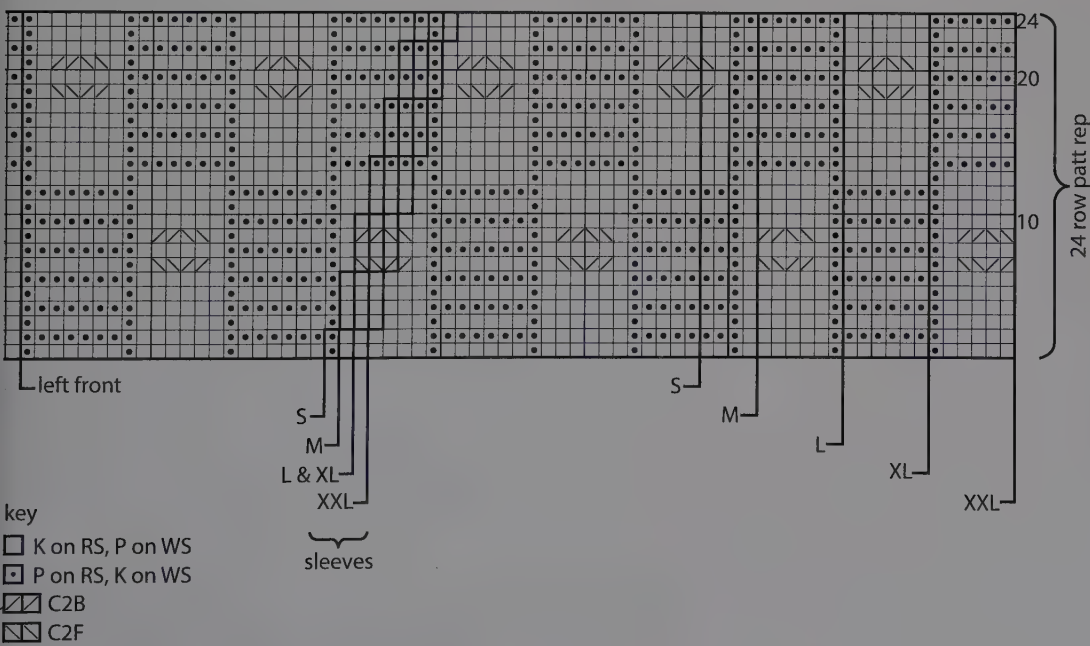 24
20
10
24 row patt rep
left front
S
M
L & XL
XXL
sleeves
S
M
L
XL
XXL
key
K on RS, P on WS
P on RS, K on WS
C2B
C2F